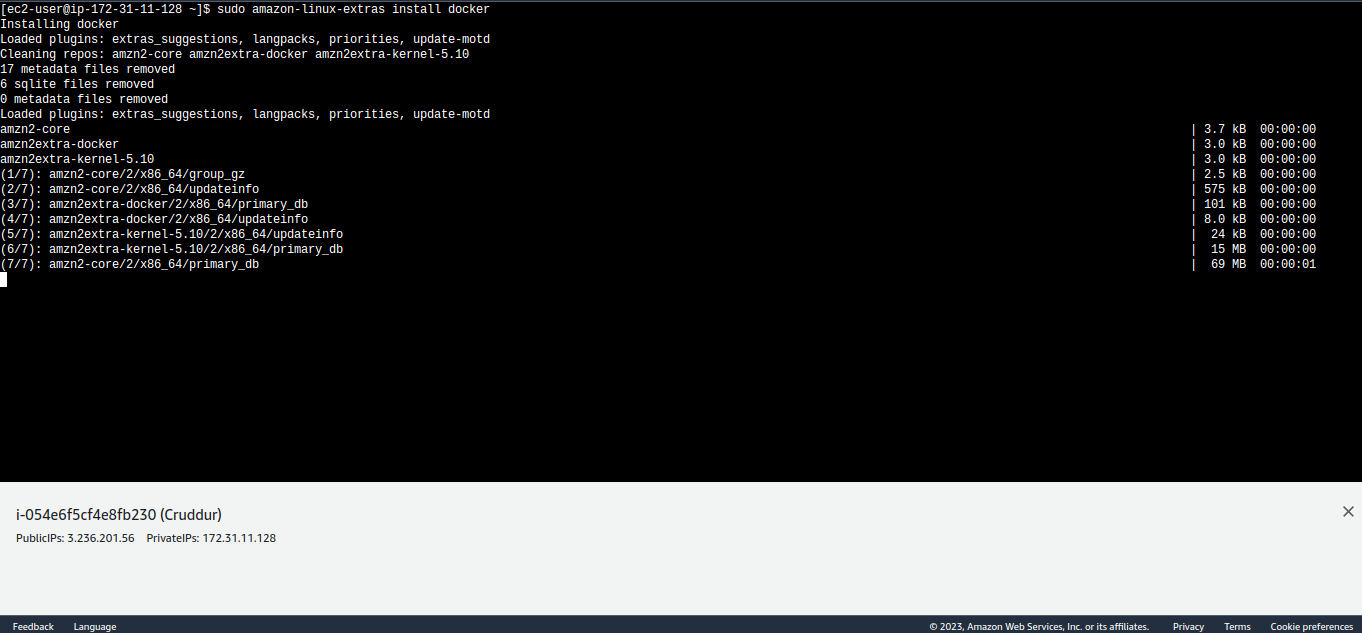 [ec2-user@ip-172-31-11-128 ~]$ sudo amazon-linux-extras install docker
Installing docker
Loaded plugins: extras_suggestions, langpacks, priorities, update-motd
Cleaning repos: amzn2-core amzn2extra-docker amzn2extra-kernel-5.10
17 metadata files removed
6 sqlite files removed
0 metadata files removed
Loaded plugins: extras_suggestions, langpacks, priorities, update-motd
amzn2-core | 3.7 kB 00:00:00
amzn2extra-docker | 3.0 kB 00:00:00
amzn2extra-kernel-5.10 | 3.0 kB 00:00:00
(1/7): amzn2-core/2/x86_64/group_gz | 2.5 kB 00:00:00
(2/7): amzn2-core/2/x86_64/updateinfo | 575 kB 00:00:00
(3/7): amzn2extra-docker/2/x86_64/primary_db | 101 kB 00:00:00
(4/7): amzn2extra-docker/2/x86_64/updateinfo | 8.0 kB 00:00:00
(5/7): amzn2extra-kernel-5.10/2/x86_64/updateinfo | 24 kB 00:00:00
(6/7): amzn2extra-kernel-5.10/2/x86_64/primary_db | 15 MB 00:00:00
(7/7): amzn2-core/2/x86_64/primary_db | 69 MB 00:00:01
i-054e6f5cf4e8fb230 (Cruddur)
PublicIPs: 3.236.201.56 PrivateIPs: 172.31.11.128
Feedback Language © 2023, Amazon Web Services, Inc. or its affiliates. Privacy Terms Cookie preferences